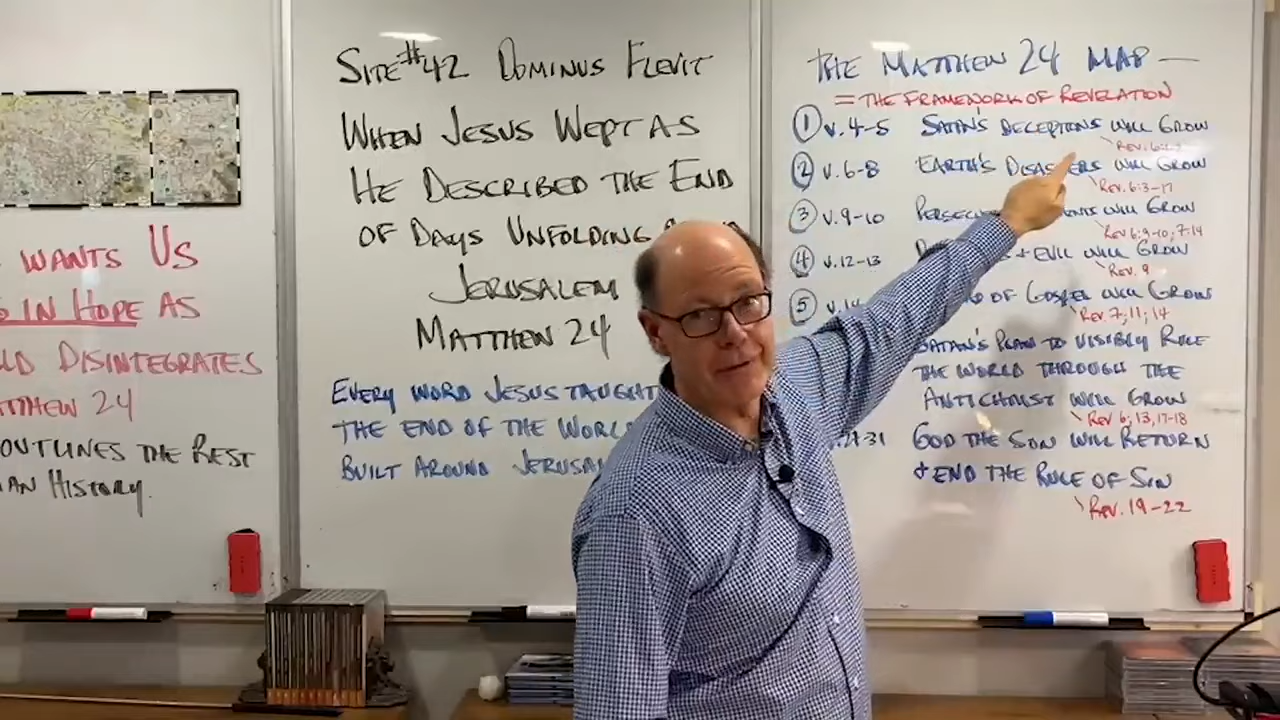 WANTS US
IN HOPE AS
DISINTEGRATES
MATTHEW 24
OUTLINES THE REST
HISTORY.
SITE #42 DOMINUS FLEVIT
WHEN JESUS WEPT AS
HE DESCRIBED THE END
OF DAYS UNFOLDING
JERUSALEM
MATTHEW 24
EVERY WORD JESUS TAUGHT
THE END OF THE WORL
BUILT AROUND JERUSA
THE MATTHEW 24 MAP —
= THE FRAMEWORK OF REVELATION
① v. 4-5 SATAN'S DECEPTIONS WILL GROW
② v. 6-8 EARTH'S DISASTERS WILL GROW
REV. 6:3-17
③ v. 9-10 WILL GROW
REV. 6:9-10; 7:14
④ v. 12-13 + EVIL WILL GROW
REV. 9
⑤ OF GOSPEL WILL GROW
REV. 7; 11; 14
SATAN'S PLAN TO VISIBLY RULE
THE WORLD THROUGH THE
ANTICHRIST WILL GROW
REV 6; 13, 17-18
GOD THE SON WILL RETURN
+ END THE RULE OF SIN
REV. 19-22